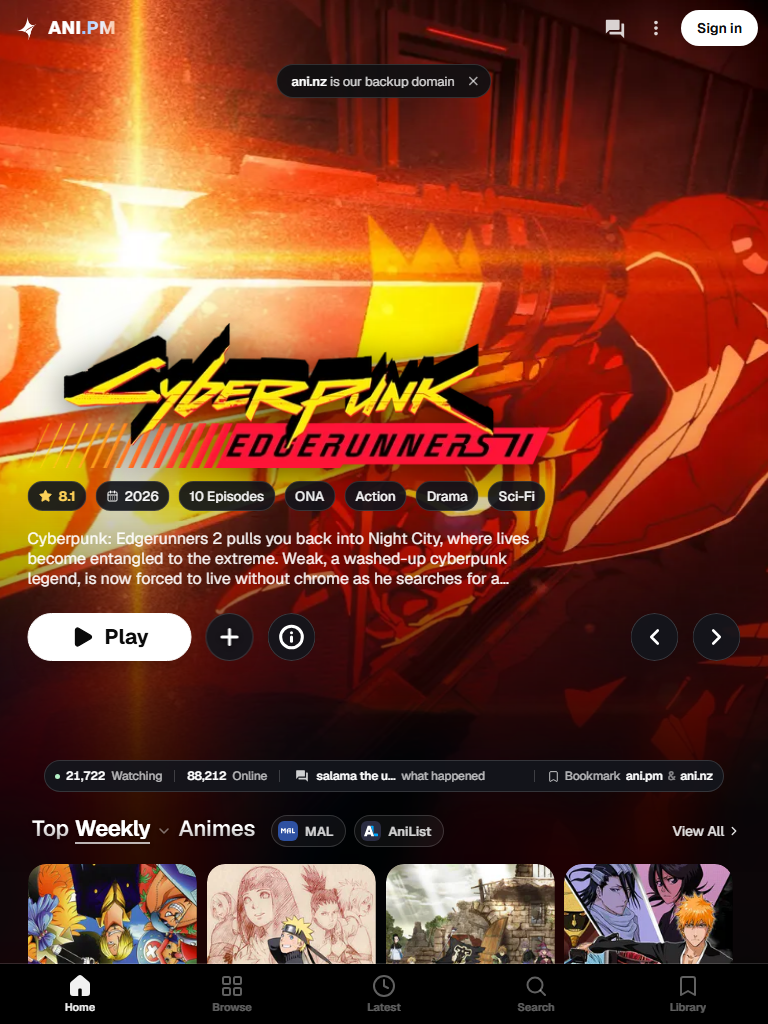 ANI.PM
Sign in
ani.nz is our backup domain
CYBERPUNK
EDGERUNNERS II
8.1
2026
10 Episodes
ONA
Action
Drama
Sci-Fi
Cyberpunk: Edgerunners 2 pulls you back into Night City, where lives
become entangled to the extreme. Weak, a washed-up cyberpunk
legend, is now forced to live without chrome as he searches for a...
Play
21,722 Watching
88,212 Online
salama the u... what happened
Bookmark ani.pm & ani.nz
Top Weekly Animes
MAL MAL
A. AniList
View All
Home
Browse
Latest
Search
Library